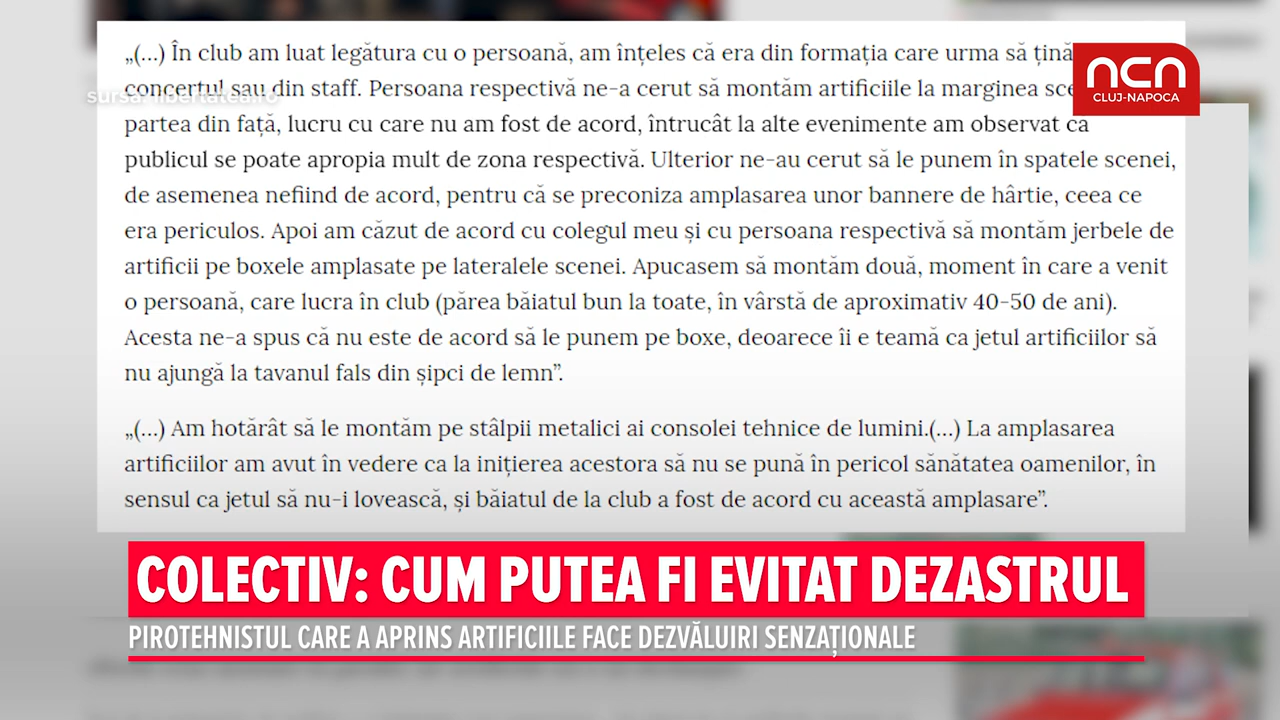 „(...) În club am luat legătura cu o persoană, am înțeles că era din formația care urma să țină
ncn
CLUJ-NAPOCA
sursa: libertatea.ro
concertul sau din staff. Persoana respectivă ne-a cerut să montăm artificiile la marginea
partea din față, lucru cu care nu am fost de acord, întrucât la alte evenimente am observat că
publicul se poate apropia mult de zona respectivă. Ulterior ne-au cerut să le punem în spatele scenei,
de asemenea nefiind de acord, pentru că se preconiza amplasarea unor bannere de hârtie, ceea ce
era periculos. Apoi am căzut de acord cu colegul meu și cu persoana respectivă să montăm jerbele de
artificii pe boxele amplasate pe lateralele scenei. Apucasem să montăm două, moment în care a venit
o persoană, care lucra în club (părea băiatul bun la toate, în vârstă de aproximativ 40-50 de ani).
Acesta ne-a spus că nu este de acord să le punem pe boxe, deoarece îi e teamă ca jetul artificiilor să
nu ajungă la tavanul fals din șipci de lemn”.
„(...) Am hotărât să le montăm pe stâlpii metalici ai consolei tehnice de lumini.(...) La amplasarea
artificiilor am avut în vedere ca la inițierea acestora să nu se pună în pericol sănătatea oamenilor, în
sensul ca jetul să nu-i lovească, și băiatul de la club a fost de acord cu această amplasare”.
COLECTIV: CUM PUTEA FI EVITAT DEZASTRUL
PIROTEHNISTUL CARE A APRINS ARTIFICIILE FACE DEZVĂLUIRI SENZAȚIONALE